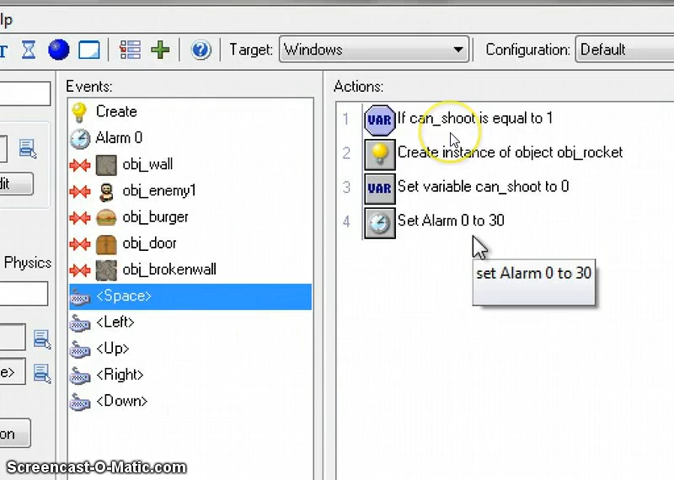 lp
T
Target:
Windows
Configuration:
Default
Events:
Create
Alarm 0
obj_wall
obj_enemy1
obj_burger
obj_door
obj_brokenwall
<Space>
<Left>
<Up>
<Right>
<Down>
Actions:
1 VAR If can_shoot is equal to 1
2 Create instance of object obj_rocket
3 VAR Set variable can_shoot to 0
4 Set Alarm 0 to 30
set Alarm 0 to 30
dit
Physics
e>
on
Screencast-O-Matic.com